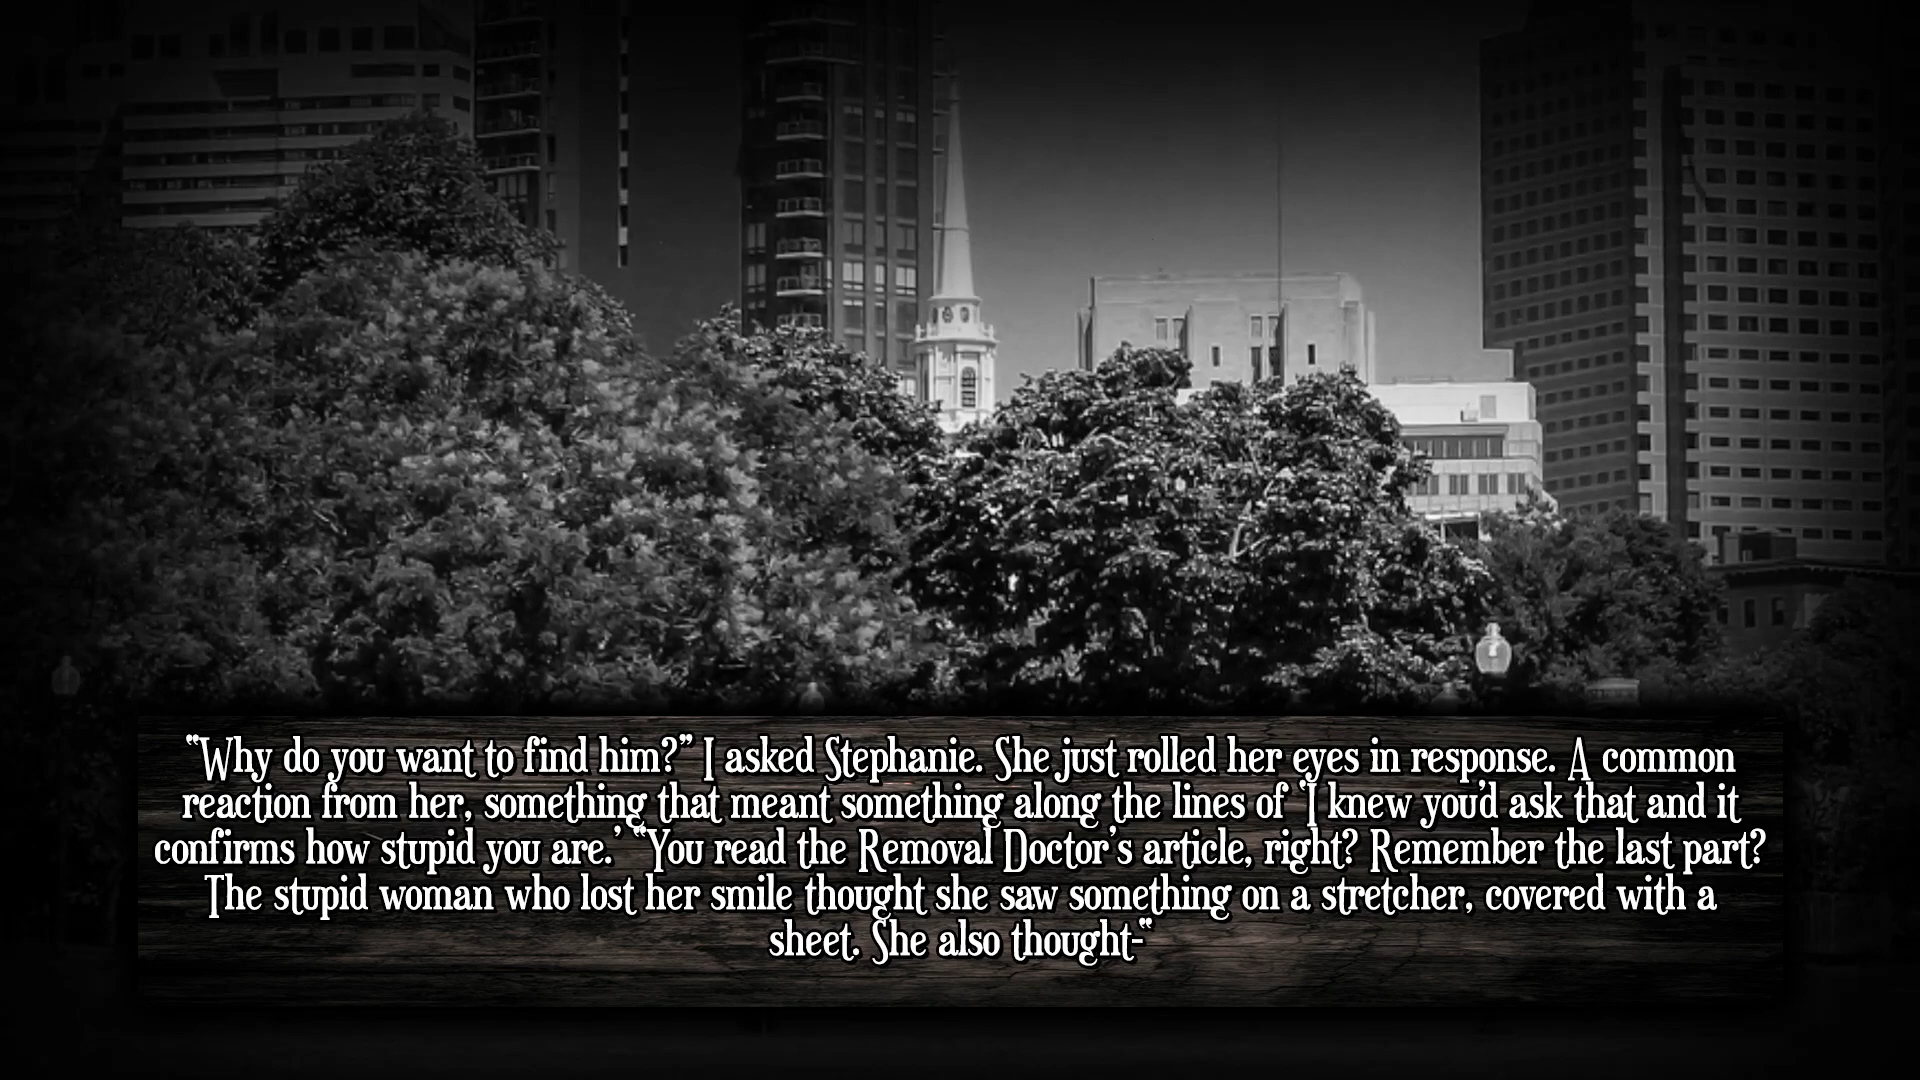 “Why do you want to find him?” I asked Stephanie. She just rolled her eyes in response. A common
reaction from her, something that meant something along the lines of ‘I knew you’d ask that and it
confirms how stupid you are.’ “You read the Removal Doctor’s article, right? Remember the last part?
The stupid woman who lost her smile thought she saw something on a stretcher, covered with a
sheet. She also thought-“